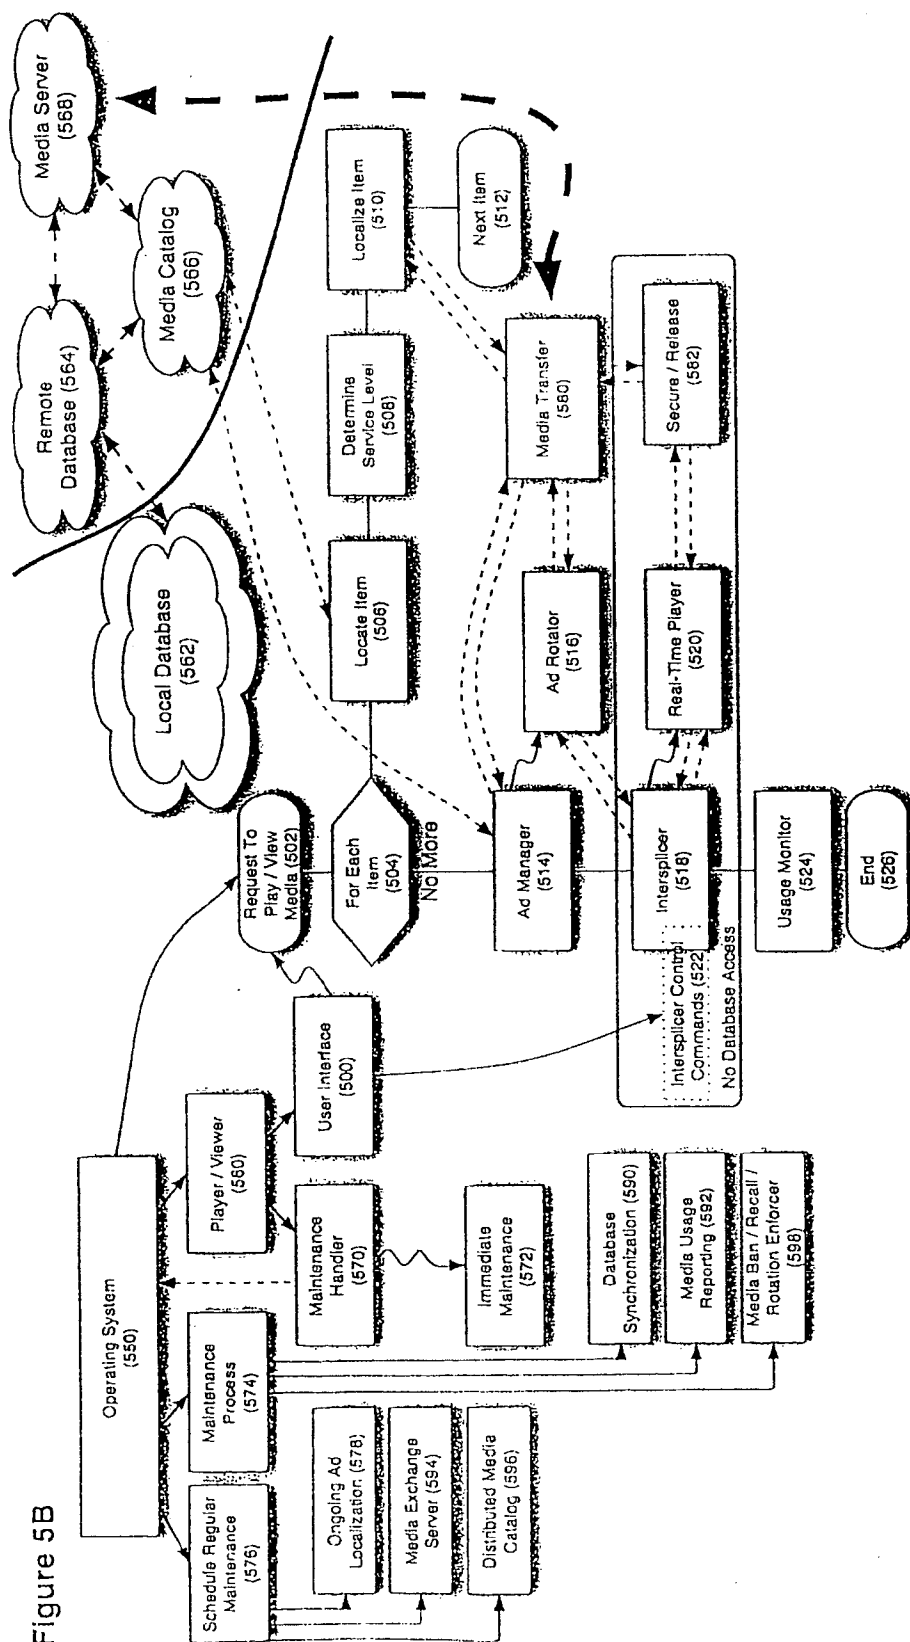 Figure 5B
Operating System
(550)
Schedule Regular
Maintenance
(576)
Maintenance
Process
(574)
Player / Viewer
(560)
Maintenance
Handler
(570)
User Interface
(500)
Immediate
Maintenance
(572)
Ongoing Ad
Localization (578)
Media Exchange
Server (594)
Distributed Media
Catalog (596)
Database
Synchronization (590)
Media Usage
Reporting (592)
Media Ban / Recall /
Rotation Enforcer
(598)
Request To
Play / View
Media (502)
For Each
Item
(504)
No More
Locate Item
(506)
Determine
Service Level
(508)
Localize Item
(510)
Next Item
(512)
Local Database
(562)
Remote
Database (564)
Media Catalog
(566)
Media Server
(568)
Ad Manager
(514)
Ad Rotator
(516)
Media Transfer
(580)
Intersplicer
(518)
Intersplicer Control
Commands (522)
No Database Access
Real-Time Player
(520)
Secure / Release
(582)
Usage Monitor
(524)
End
(526)